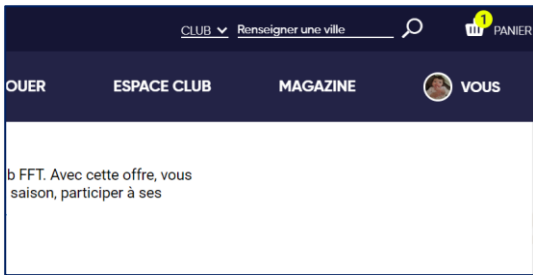 CLUB Renseigner une ville 1 PANIER
OUER ESPACE CLUB MAGAZINE VOUS
b FFT. Avec cette offre, vous
saison, participer à ses